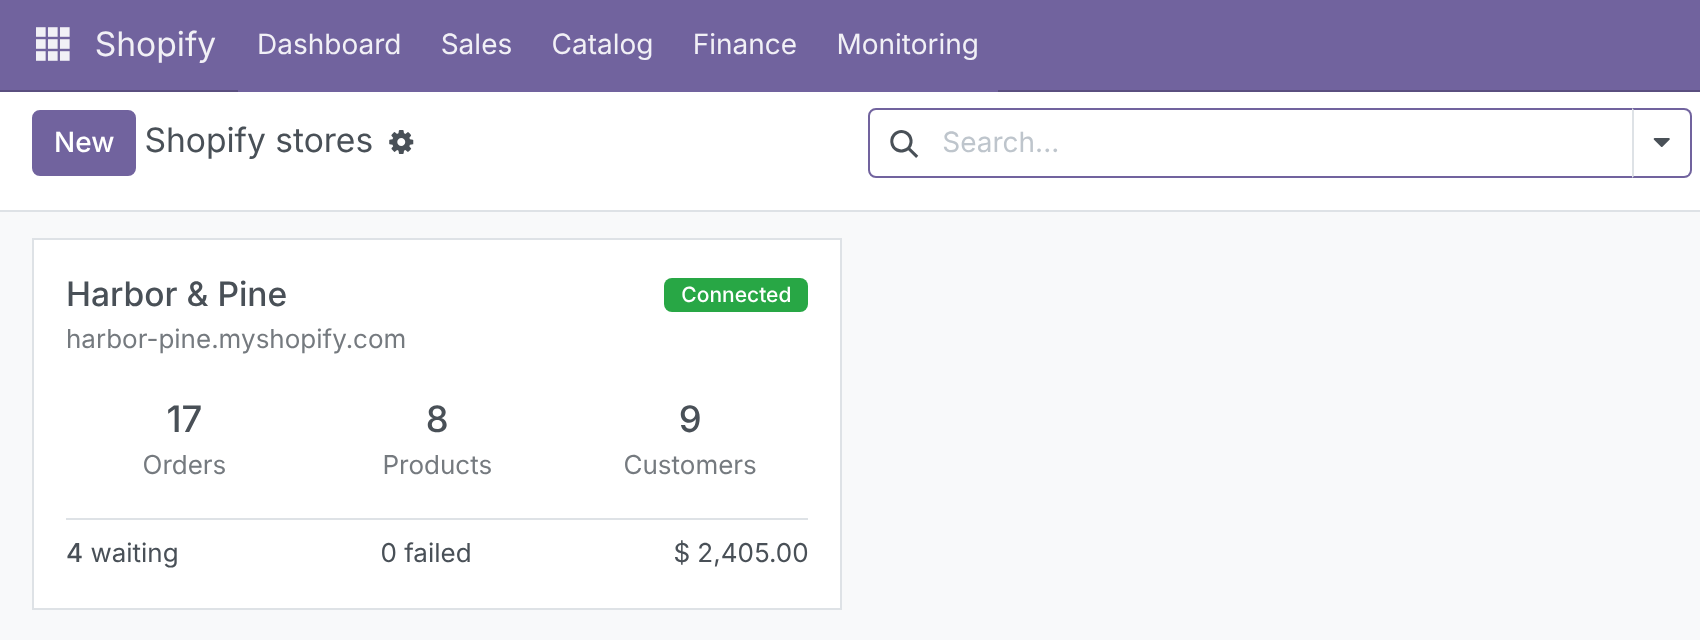 Shopify Dashboard Sales Catalog Finance Monitoring
New Shopify stores Search...
Harbor & Pine Connected
harbor-pine.myshopify.com
17 8 9
Orders Products Customers
4 waiting 0 failed $ 2,405.00